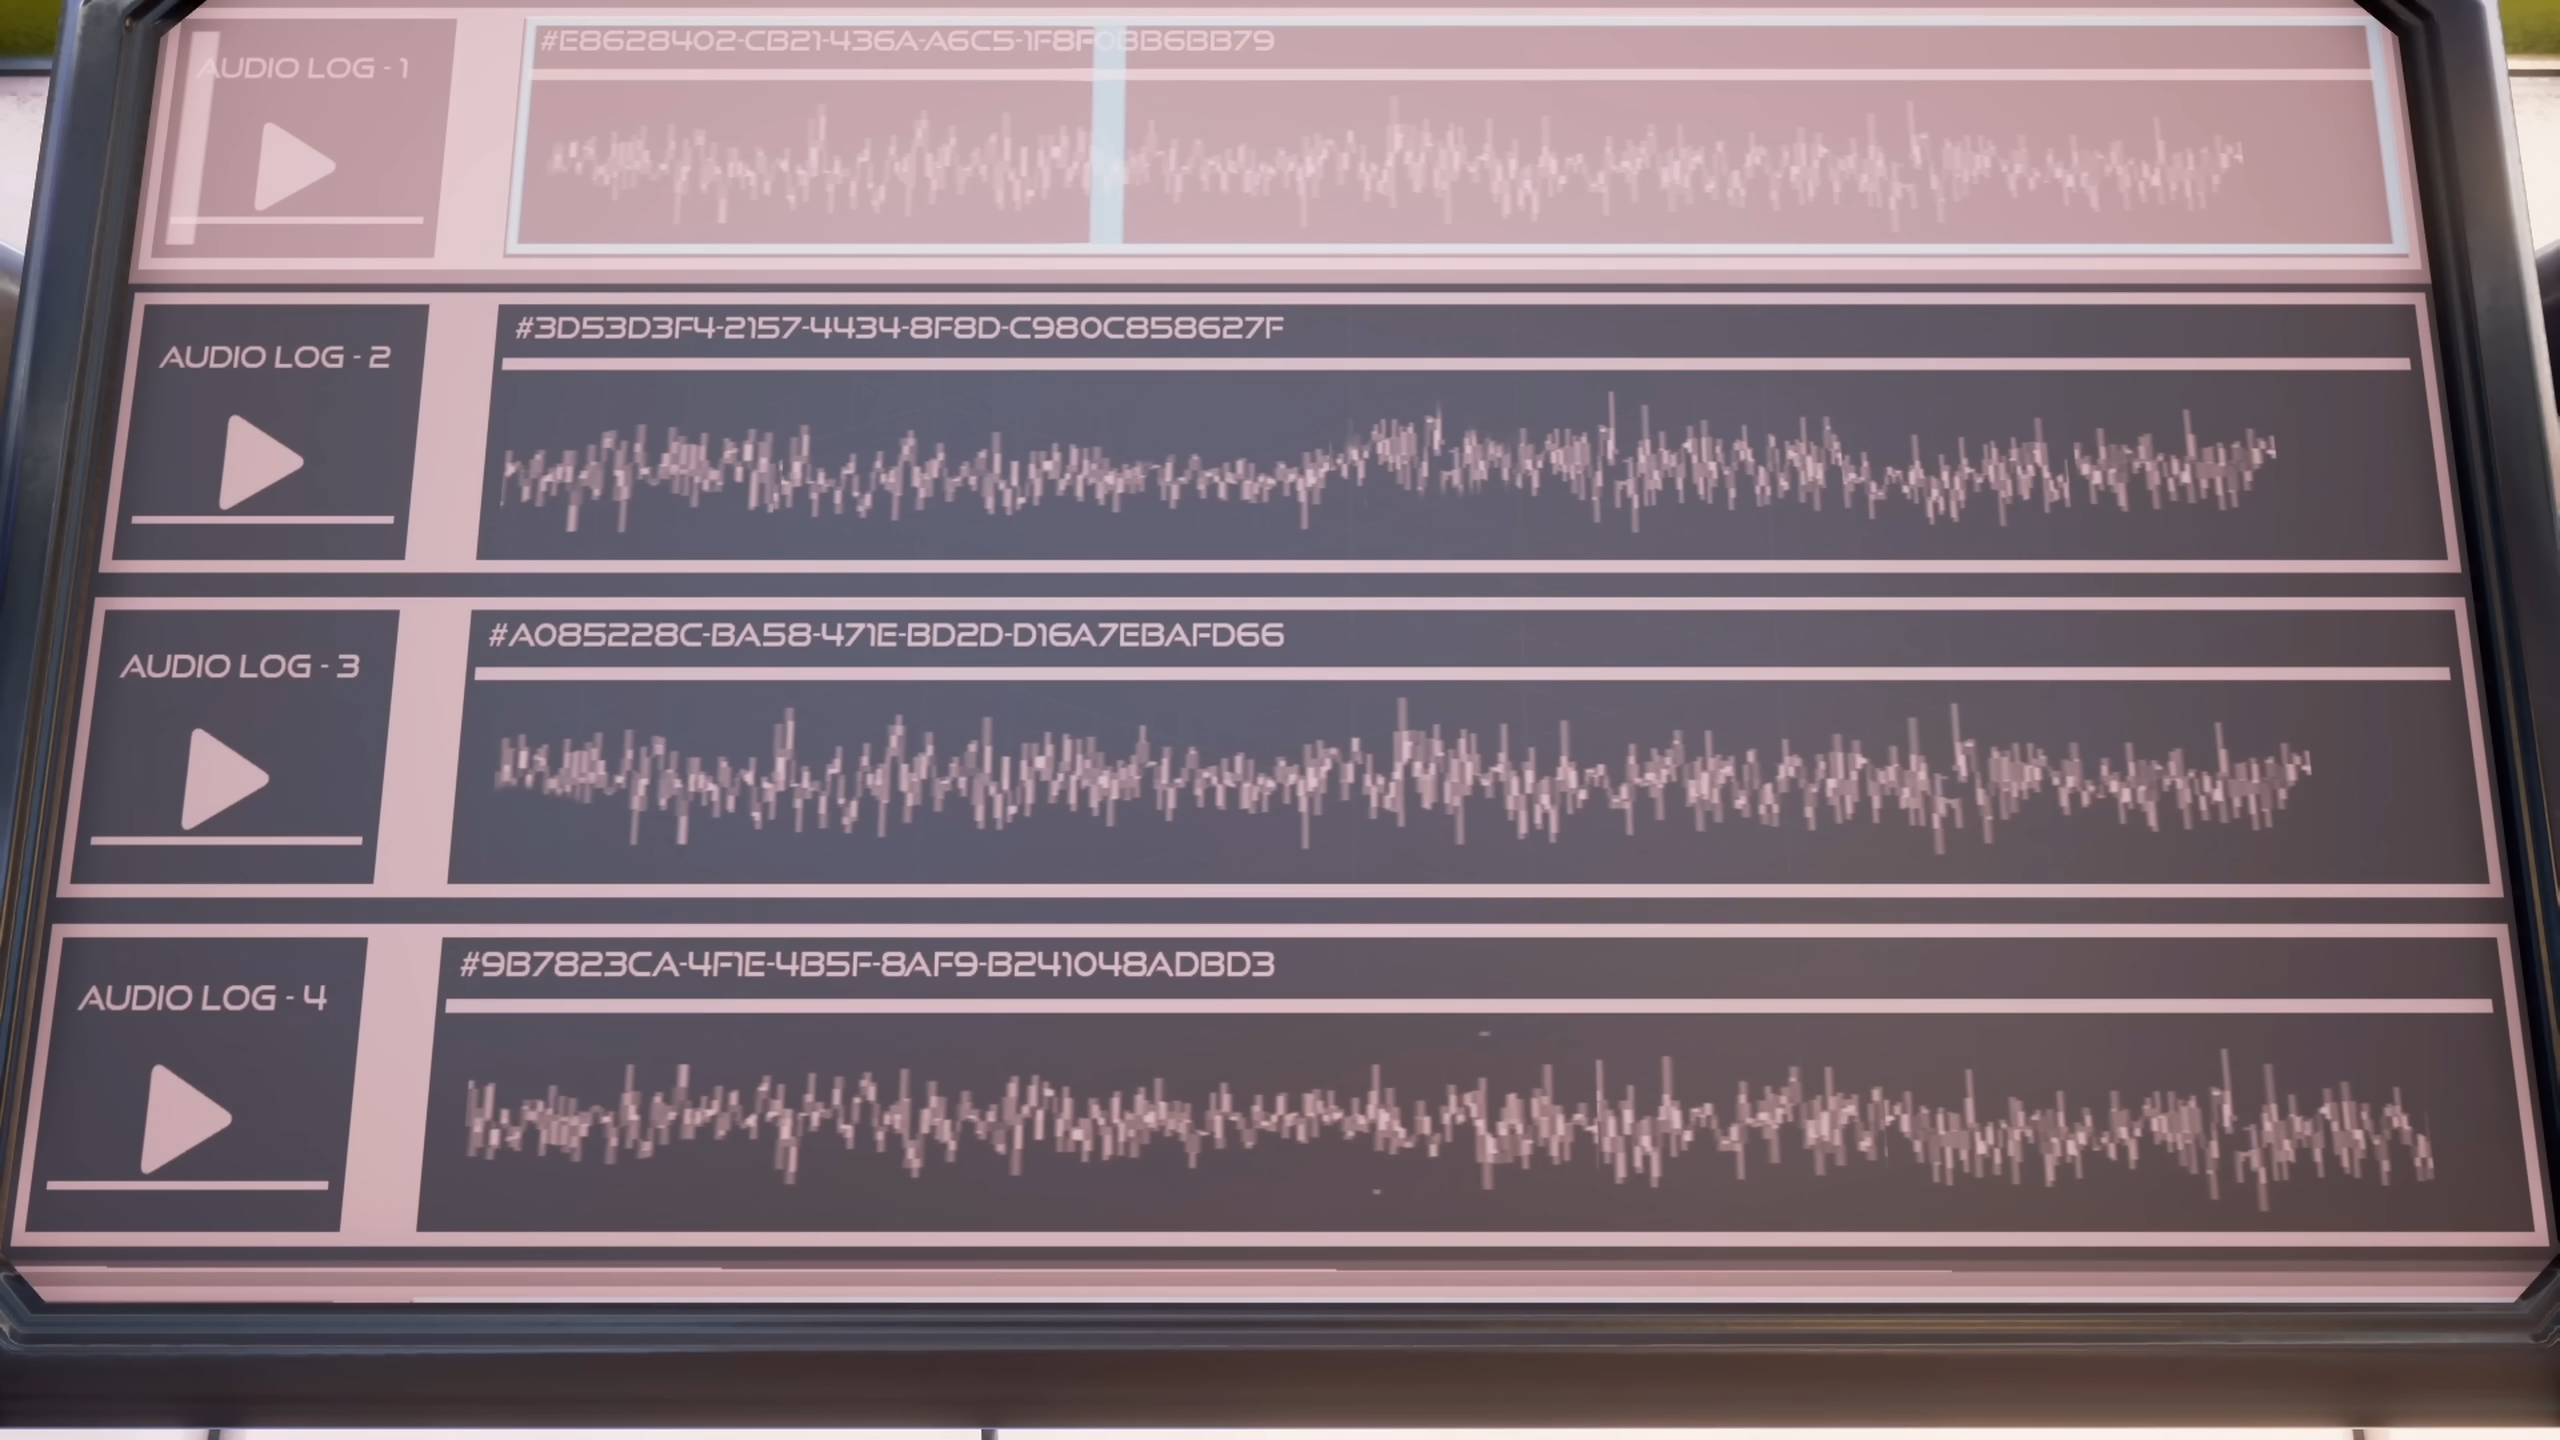 AUDIO LOG - 1
#E8628402-CB21-436A-A6C5-1F8F0BB6BB79
AUDIO LOG - 2
#3D53D3F4-2157-4434-8F8D-C980C858627F
AUDIO LOG - 3
#A085228C-BA58-471E-BD2D-D16A7EBAFD66
AUDIO LOG - 4
#9B7823CA-4F1E-4B5F-8AF9-B241048ADBD3